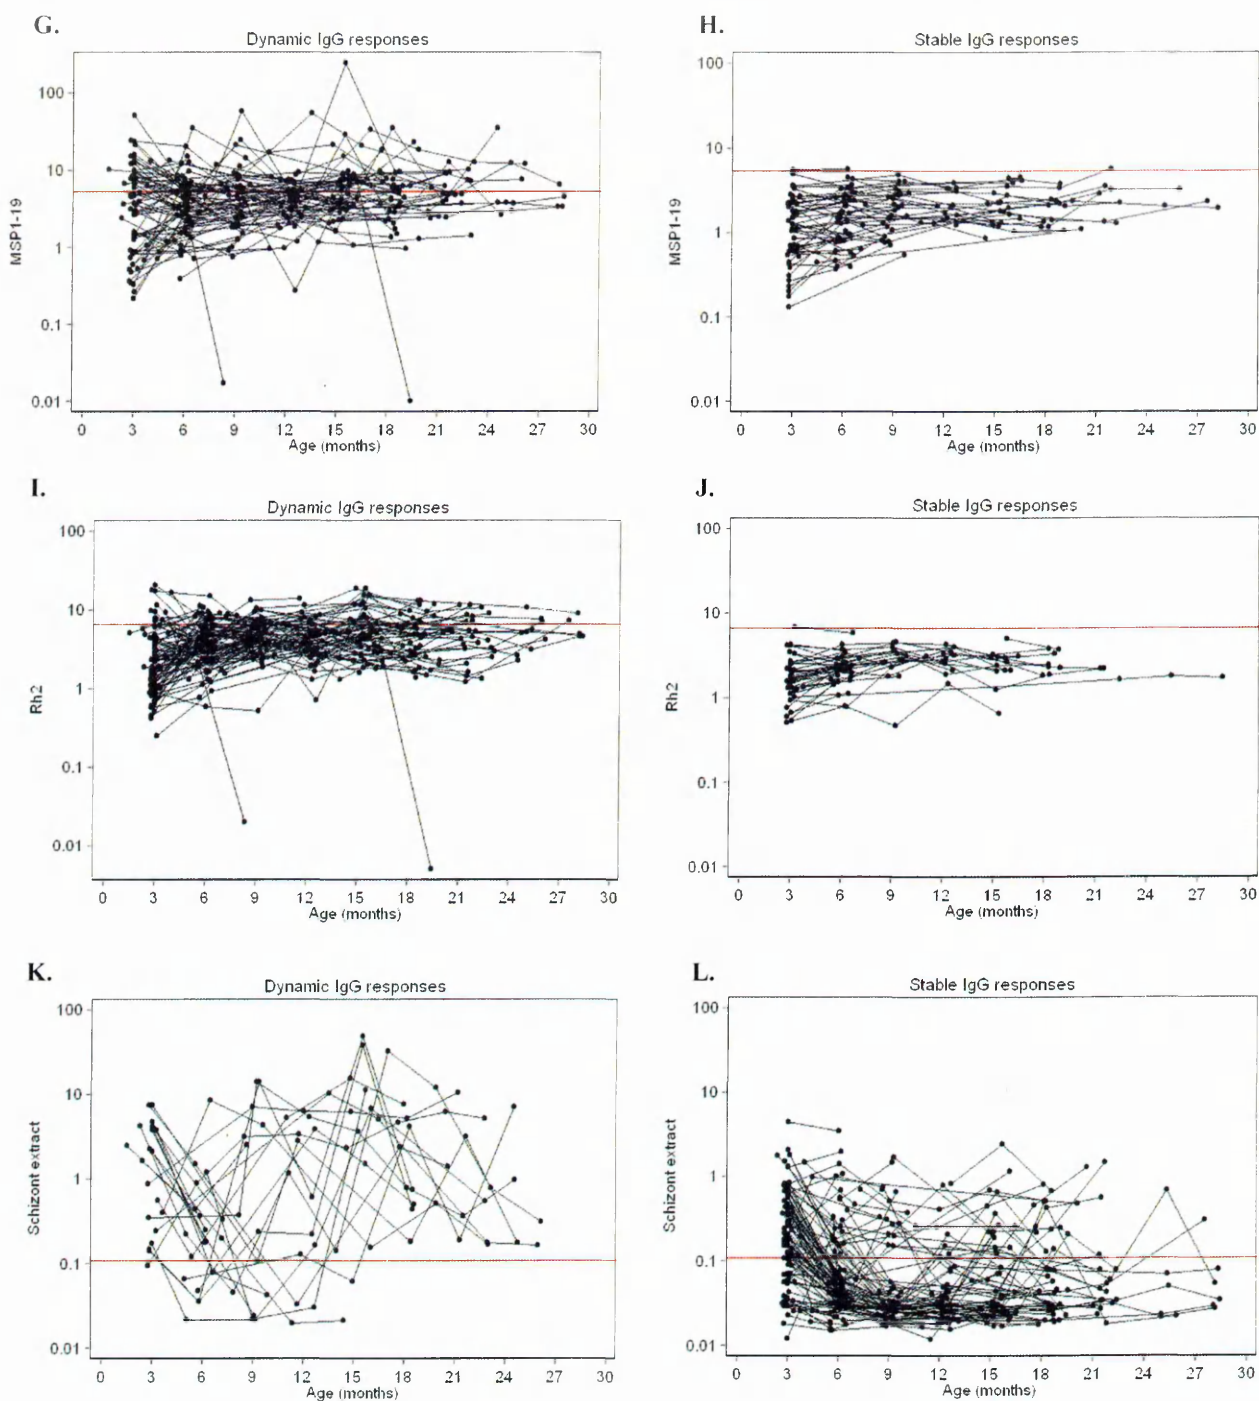 G.
Dynamic IgG responses
MSP1-19
100
10
1
0.1
0.01
0 3 6 9 12 15 18 21 24 27 30
Age (months)
H.
Stable IgG responses
MSP1-19
100
10
1
0.1
0.01
0 3 6 9 12 15 18 21 24 27 30
Age (months)
I.
Dynamic IgG responses
Rh2
100
10
1
0.1
0.01
0 3 6 9 12 15 18 21 24 27 30
Age (months)
J.
Stable IgG responses
Rh2
100
10
1
0.1
0.01
0 3 6 9 12 15 18 21 24 27 30
Age (months)
K.
Dynamic IgG responses
Schizont extract
100
10
1
0.1
0.01
0 3 6 9 12 15 18 21 24 27 30
Age (months)
L.
Stable IgG responses
Schizont extract
100
10
1
0.1
0.01
0 3 6 9 12 15 18 21 24 27 30
Age (months)